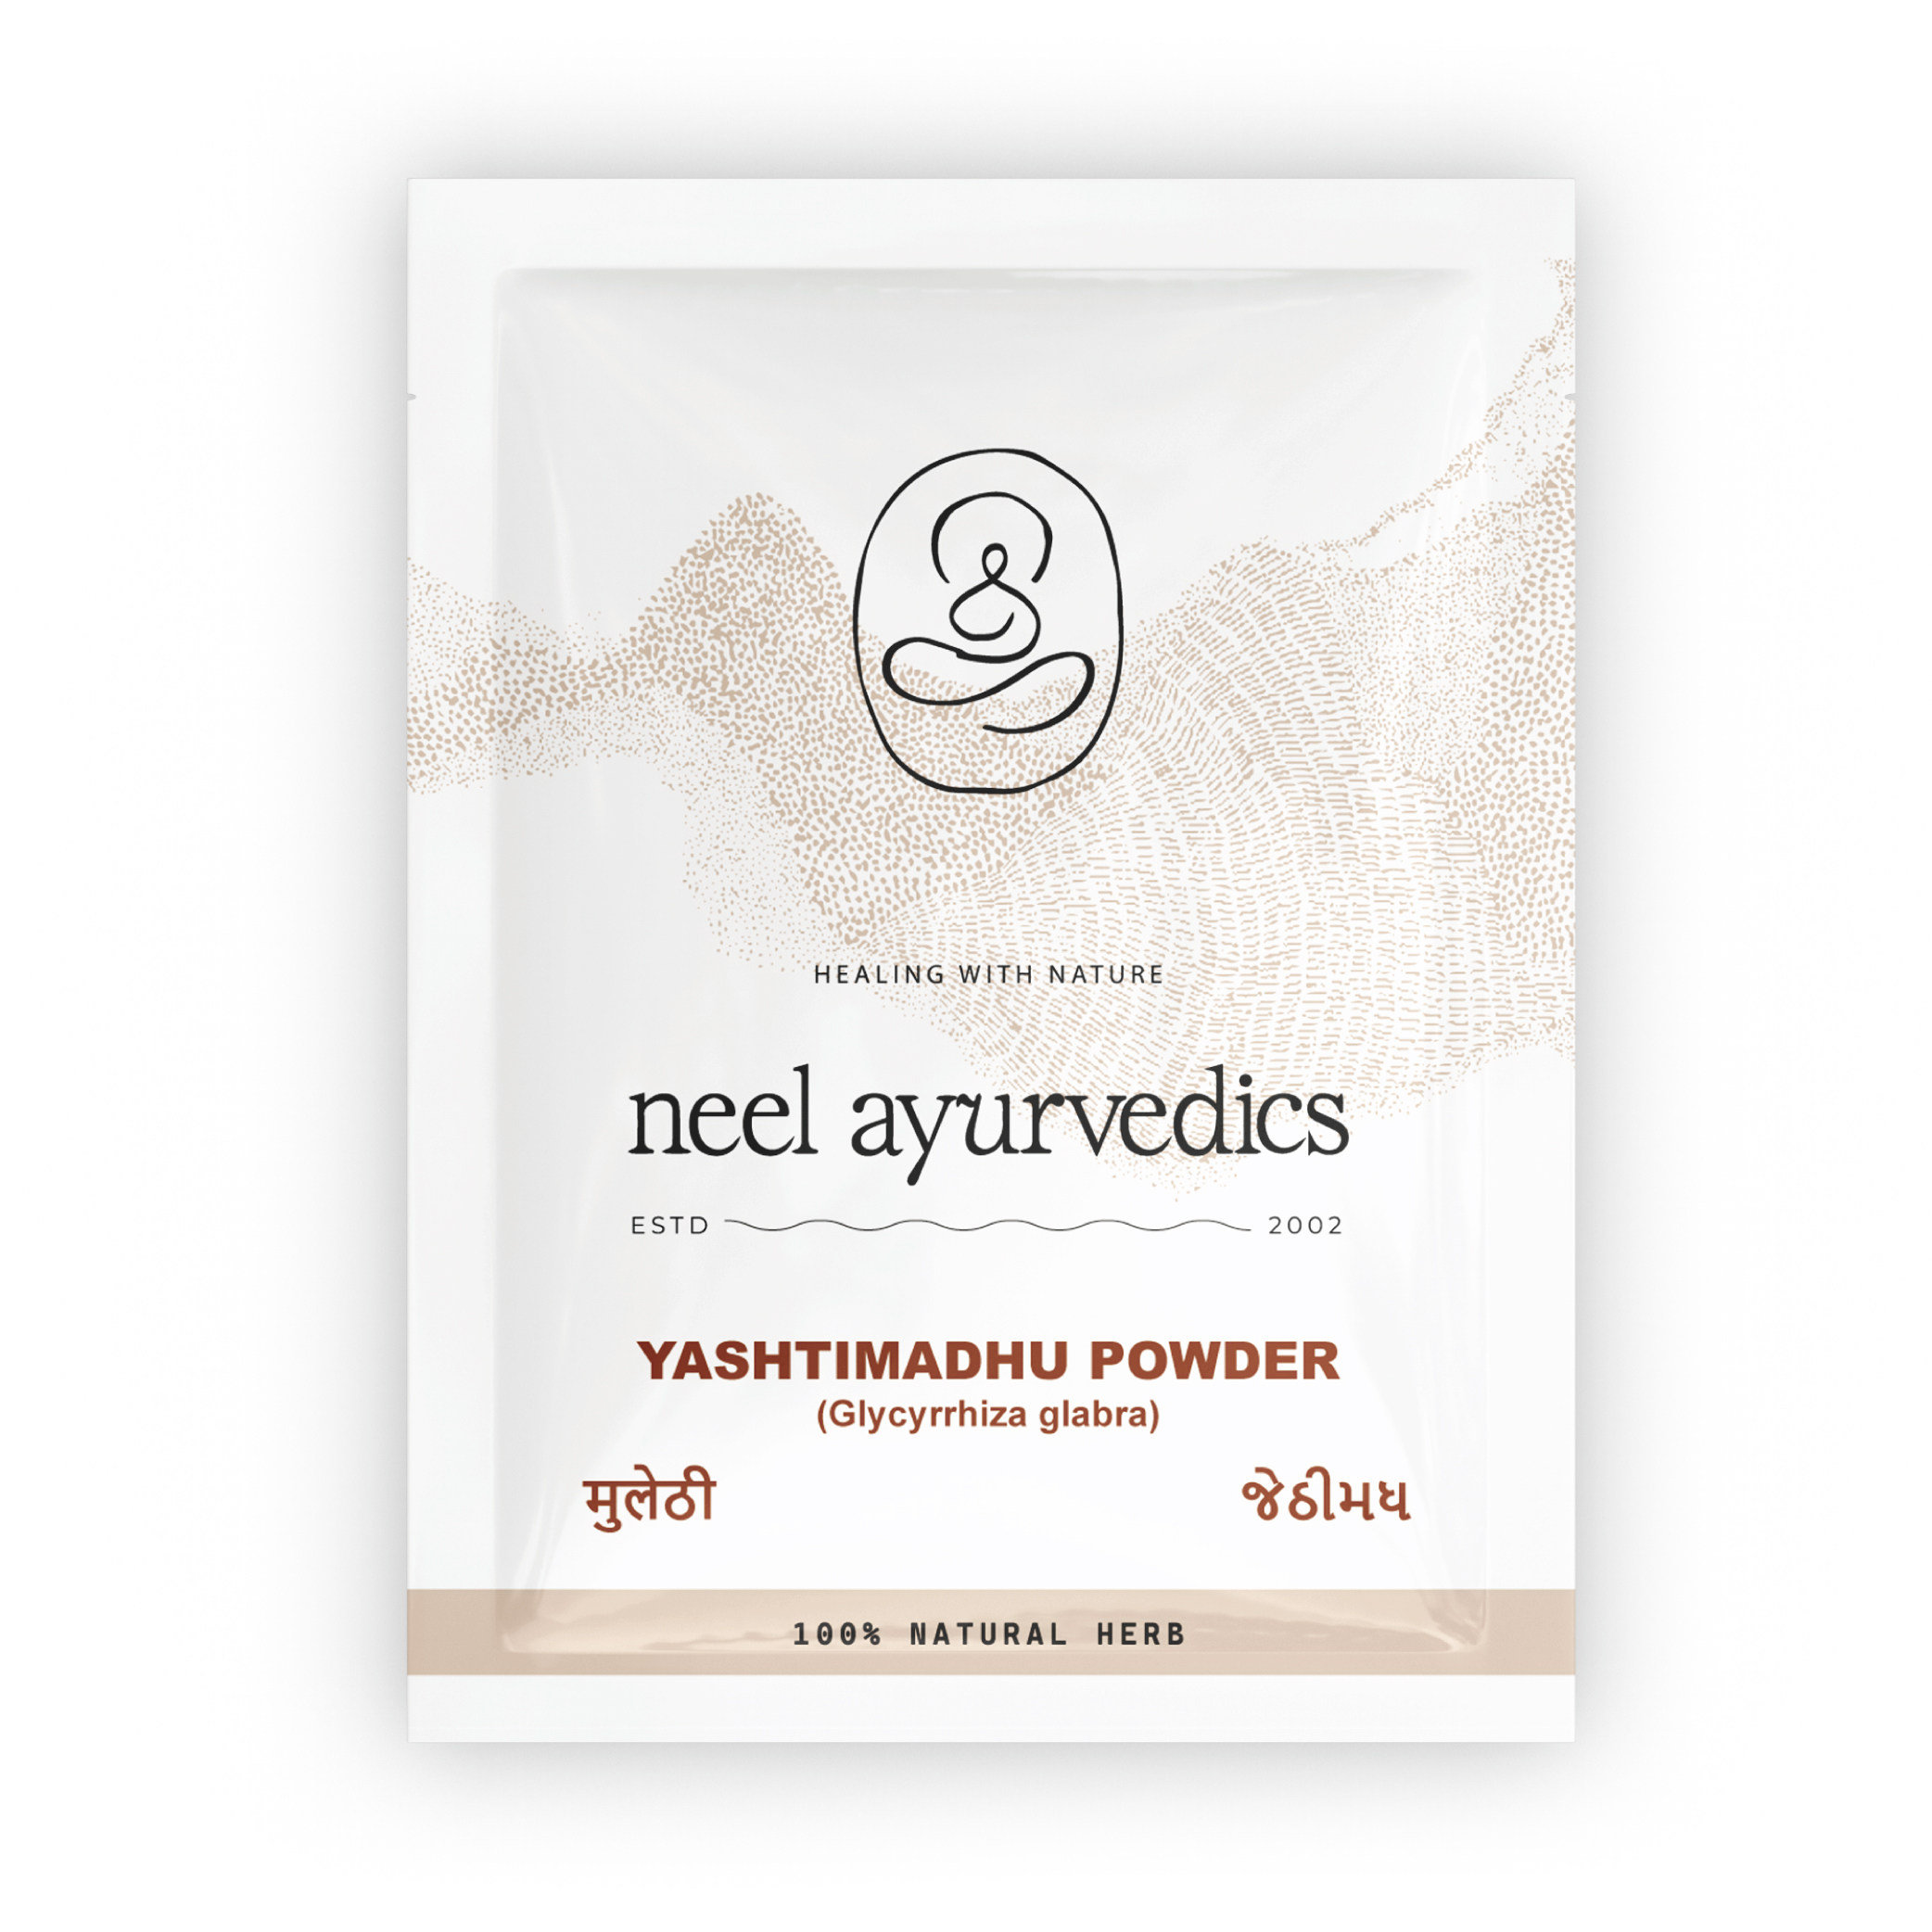 HEALING WITH NATURE
neel ayurvedics
ESTD 2002
YASHTIMADHU POWDER
(Glycyrrhiza glabra)
मुलेठी જેઠીમધ
100% NATURAL HERB